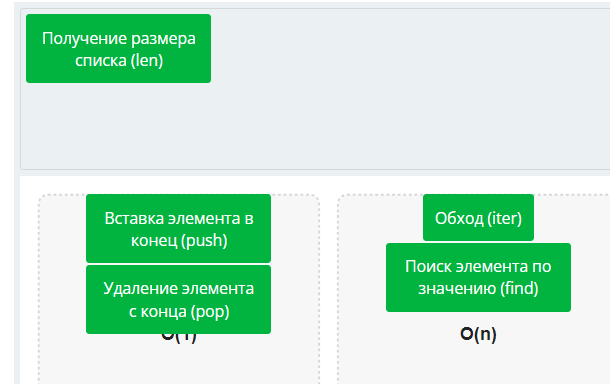 Получение размера
списка (len)
Вставка элемента в
конец (push)
Удаление элемента
с конца (pop)
O(1)
Обход (iter)
Поиск элемента по
значению (find)
O(n)